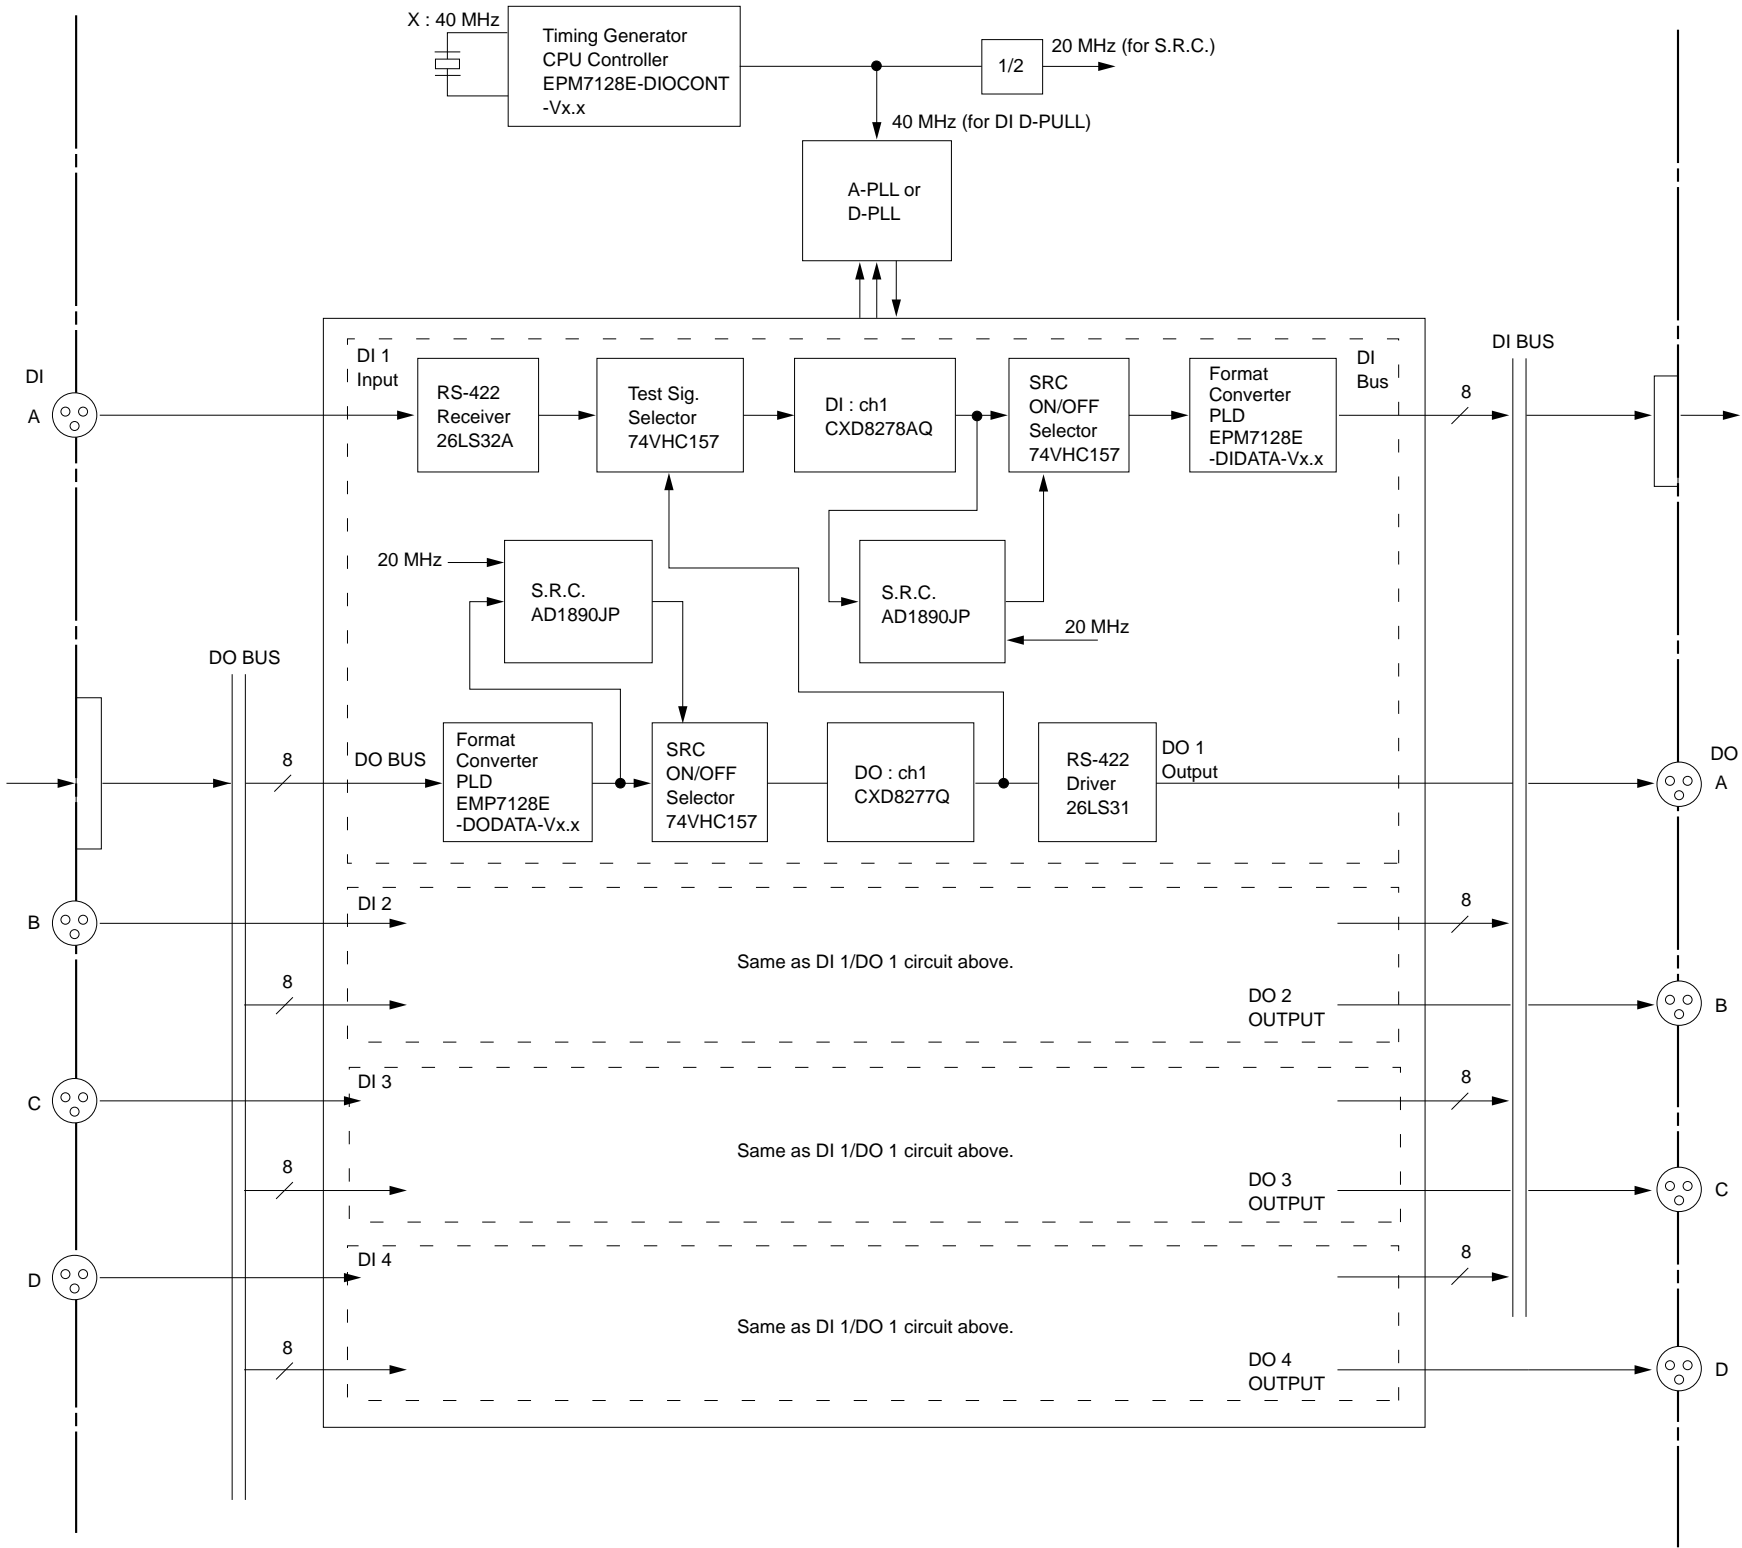 X : 40 MHz
Timing Generator
CPU Controller
EPM7128E-DIOCONT
-Vx.x
1/2
20 MHz (for S.R.C.)
40 MHz (for DI D-PULL)
A-PLL or
D-PLL
DI BUS
DI
A
DI 1
Input
RS-422
Receiver
26LS32A
Test Sig.
Selector
74VHC157
DI : ch1
CXD8278AQ
SRC
ON/OFF
Selector
74VHC157
Format
Converter
PLD
EPM7128E
-DIDATA-Vx.x
DI
Bus
8
20 MHz
S.R.C.
AD1890JP
S.R.C.
AD1890JP
20 MHz
DO BUS
8
DO BUS
Format
Converter
PLD
EMP7128E
-DODATA-Vx.x
SRC
ON/OFF
Selector
74VHC157
DO : ch1
CXD8277Q
RS-422
Driver
26LS31
DO 1
Output
DO
A
B
DI 2
8
Same as DI 1/DO 1 circuit above.
8
DO 2
OUTPUT
B
C
DI 3
8
Same as DI 1/DO 1 circuit above.
8
DO 3
OUTPUT
C
D
DI 4
8
Same as DI 1/DO 1 circuit above.
8
DO 4
OUTPUT
D